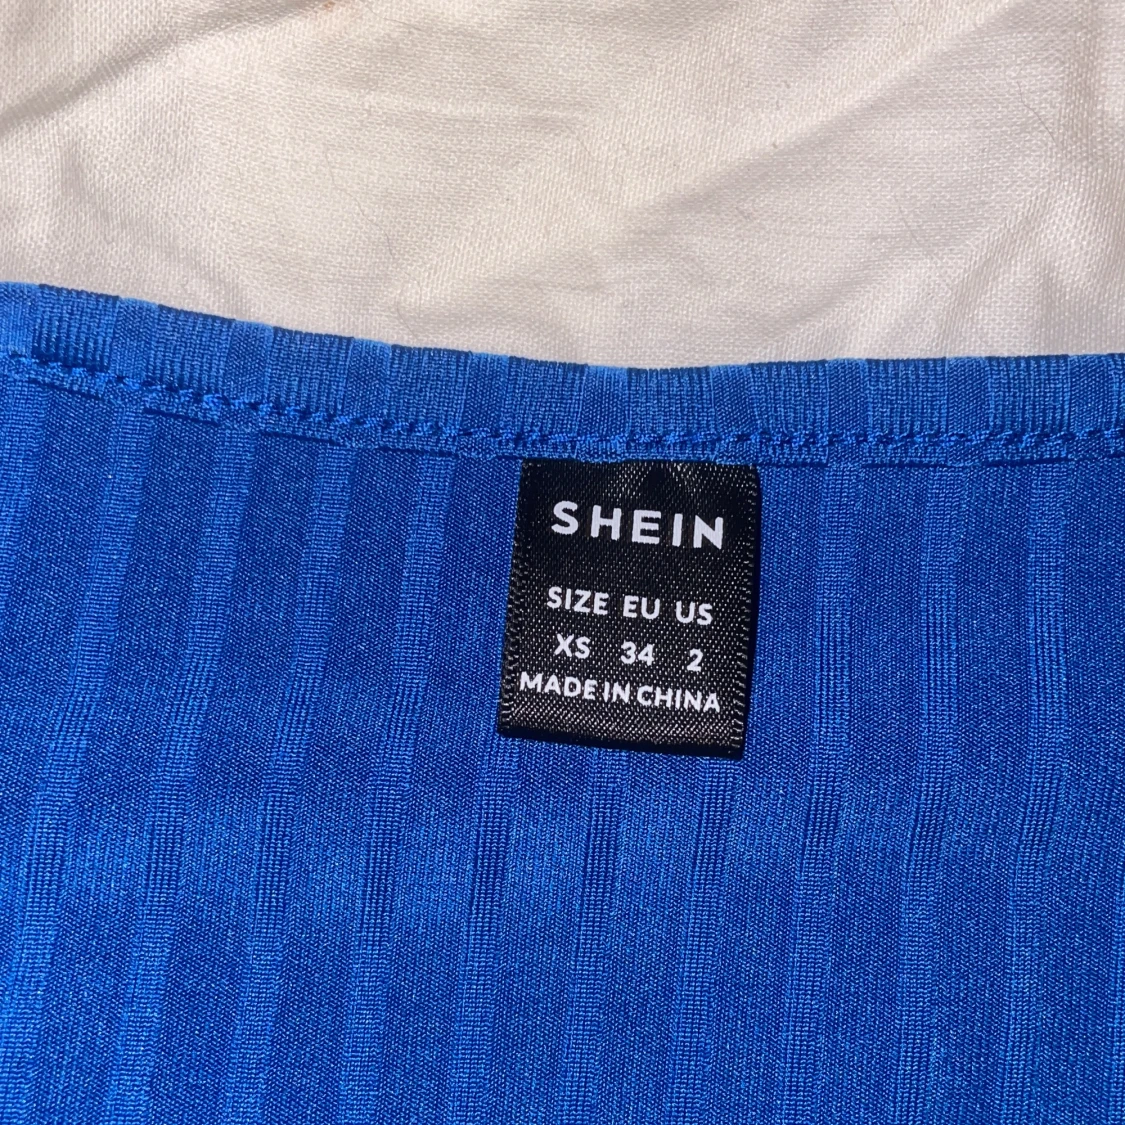 SHEIN
SIZE EU US
XS 34 2
MADE IN CHINA